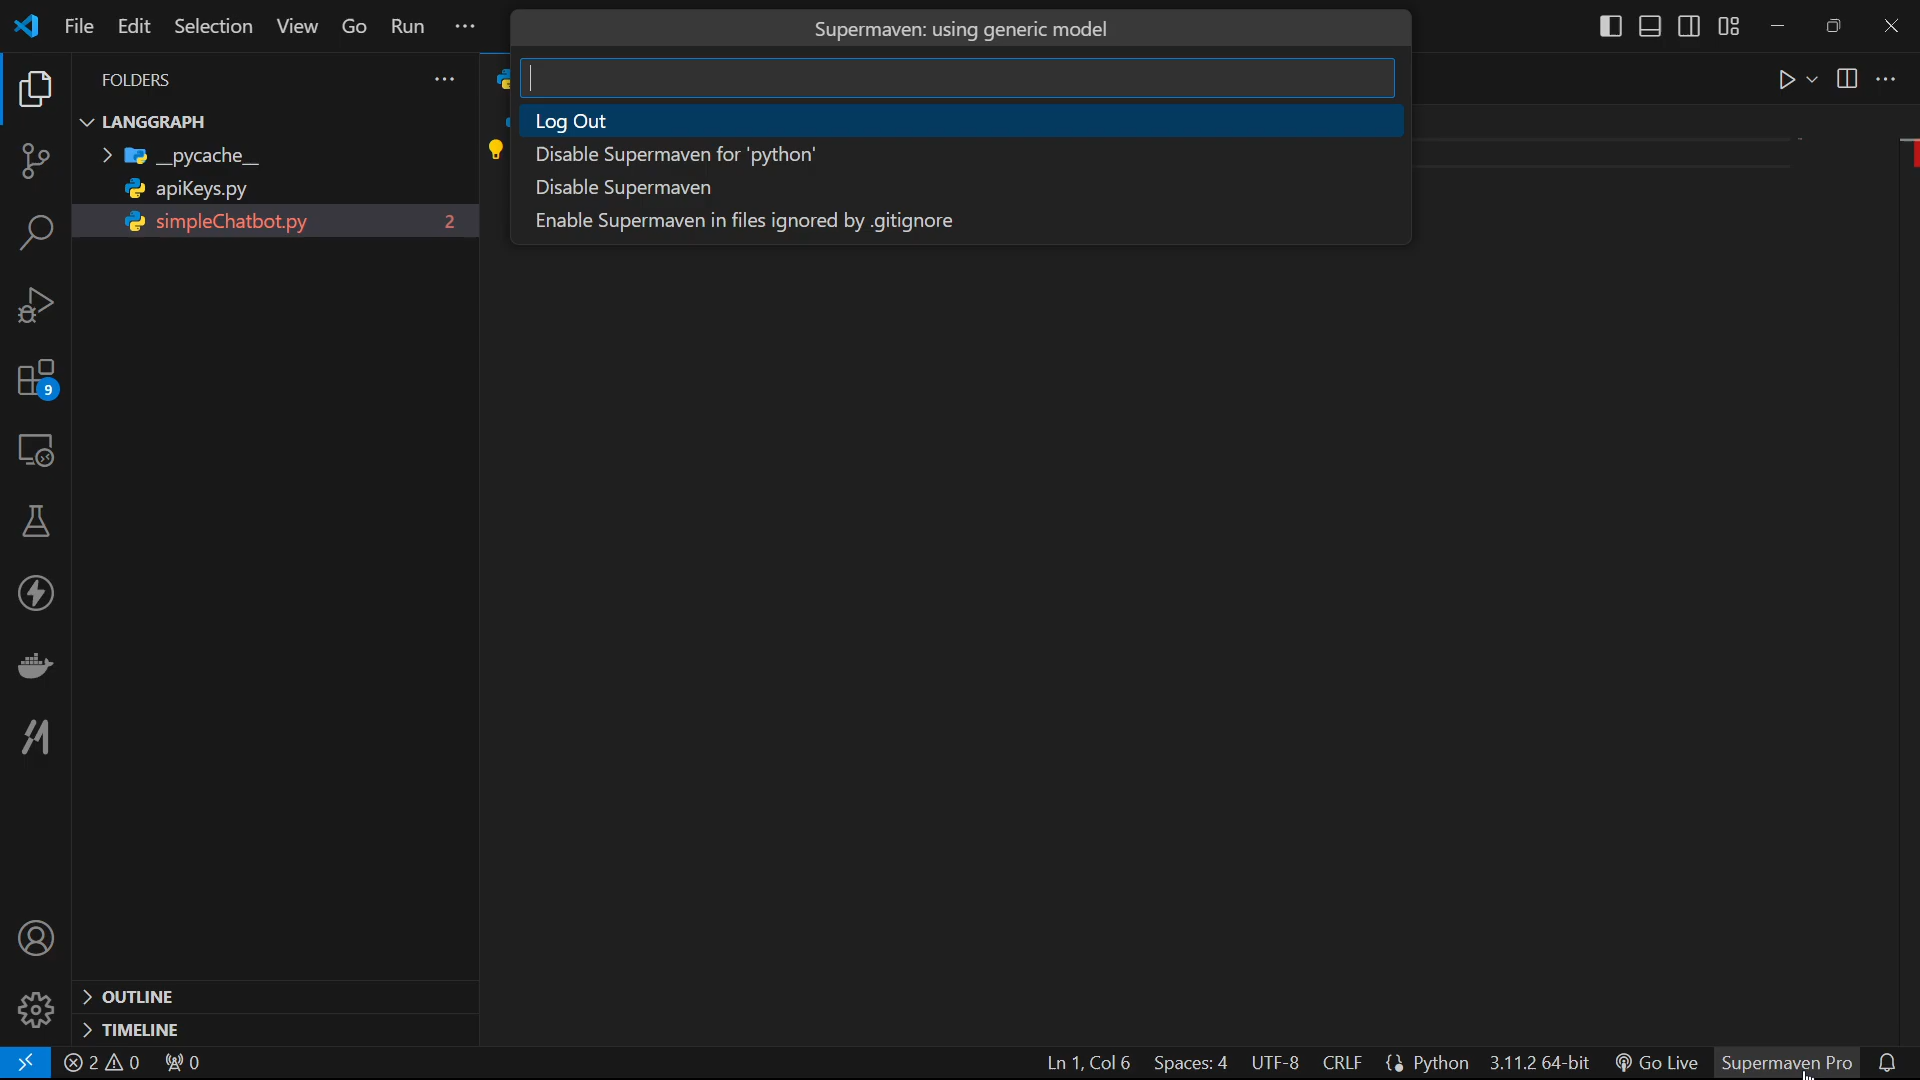 File Edit Selection View Go Run ···
Supermaven: using generic model
FOLDERS
Log Out
Disable Supermaven for 'python'
Disable Supermaven
Enable Supermaven in files ignored by .gitignore
LANGGRAPH
__pycache__
apiKeys.py
simpleChatbot.py 2
9
OUTLINE
TIMELINE
2 0 0 Ln 1, Col 6 Spaces: 4 UTF-8 CRLF {} Python 3.11.2 64-bit Go Live Supermaven Pro